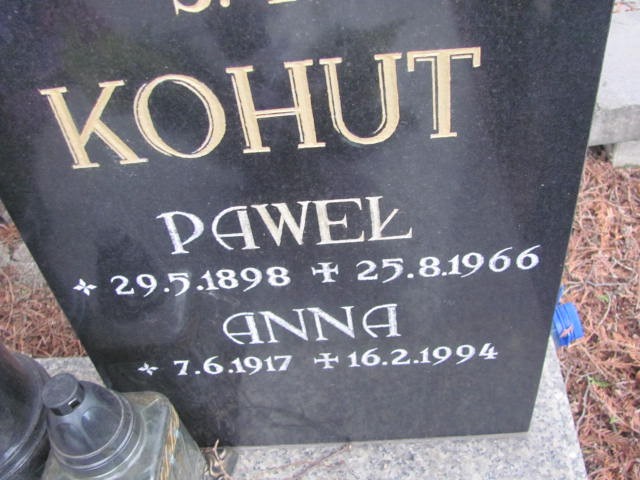 KOHUT
PAWEŁ
29.5.1898 ✝ 25.8.1966
ANNA
7.6.1917 ✝ 16.2.1994